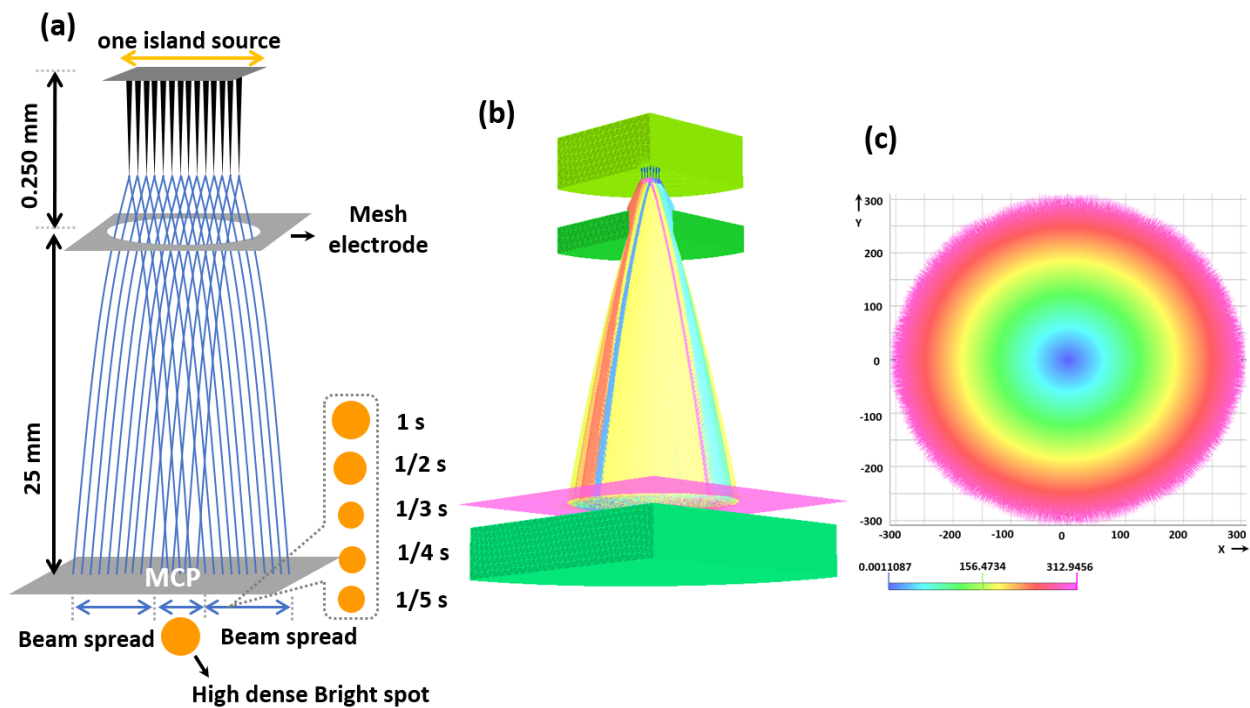 (a)
one island source
0.250 mm
Mesh
electrode
25 mm
MCP
1 s
1/2 s
1/3 s
1/4 s
1/5 s
Beam spread
Beam spread
High dense Bright spot
(b)
(c)
300
Y
200
100
0
-100
-200
-300
-300
-200
-100
0
100
200
300
X
0.0011087
156.4734
312.9456